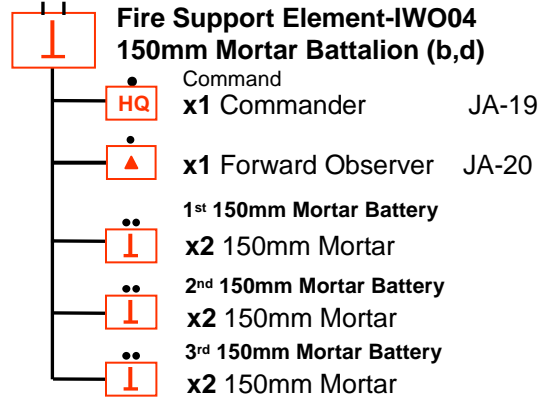 Fire Support Element-IWO04
150mm Mortar Battalion (b,d)
Command
HQ x1 Commander JA-19
x1 Forward Observer JA-20
1st 150mm Mortar Battery
x2 150mm Mortar
2nd 150mm Mortar Battery
x2 150mm Mortar
3rd 150mm Mortar Battery
x2 150mm Mortar